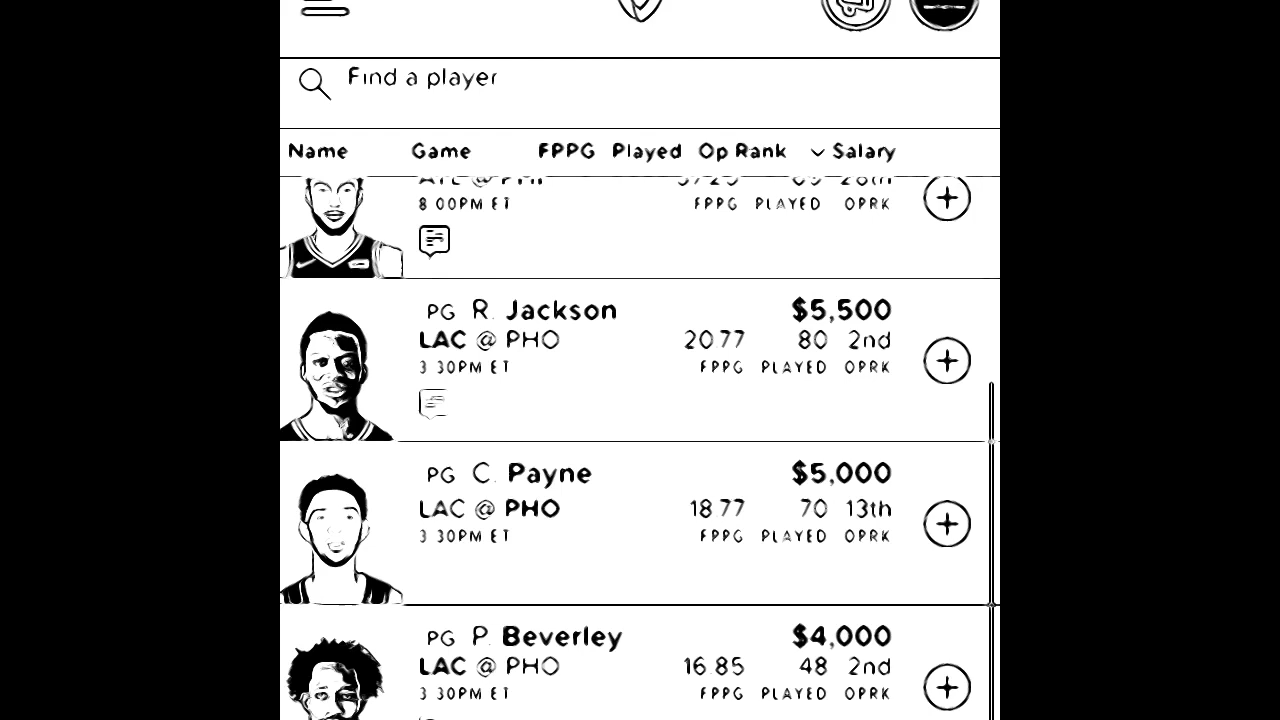 Find a player
Name Game FPPG Played Op Rank Salary
8 00PM ET FPPG PLAYED OPRK
PG R. Jackson $5,500
LAC @ PHO 20 77 80 2nd
3 30PM ET FPPG PLAYED OPRK
PG C. Payne $5,000
LAC @ PHO 18 77 70 13th
3 30PM ET FPPG PLAYED OPRK
PG P. Beverley $4,000
LAC @ PHO 16 85 48 2nd
3 30PM ET FPPG PLAYED OPRK